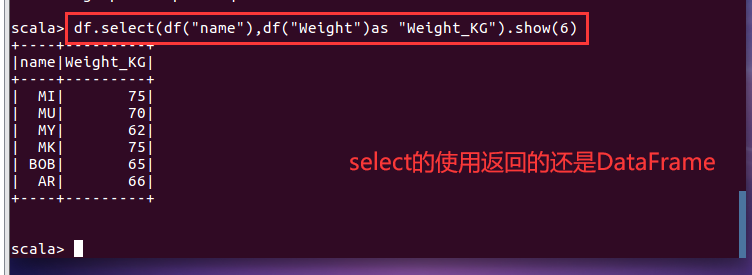 scala> df.select(df("name"),df("Weight")as "Weight_KG").show(6)
+----+---------+
|name|Weight_KG|
+----+---------+
|  MI|       75|
|  MU|       70|
|  MY|       62|
|  MK|       75|
| BOB|       65|
|  AR|       66|
+----+---------+
select的使用返回的还是DataFrame
scala>